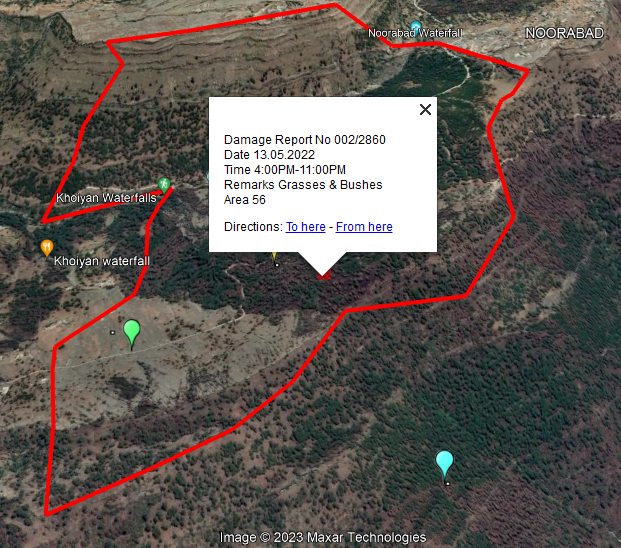 Noorabad Waterfall
NOORABAD
Damage Report No 002/2860
Date 13.05.2022
Time 4:00PM-11:00PM
Remarks Grasses & Bushes
Area 56
Directions: To here - From here
Khoiyan Waterfalls
Khoiyan waterfall
Image © 2023 Maxar Technologies